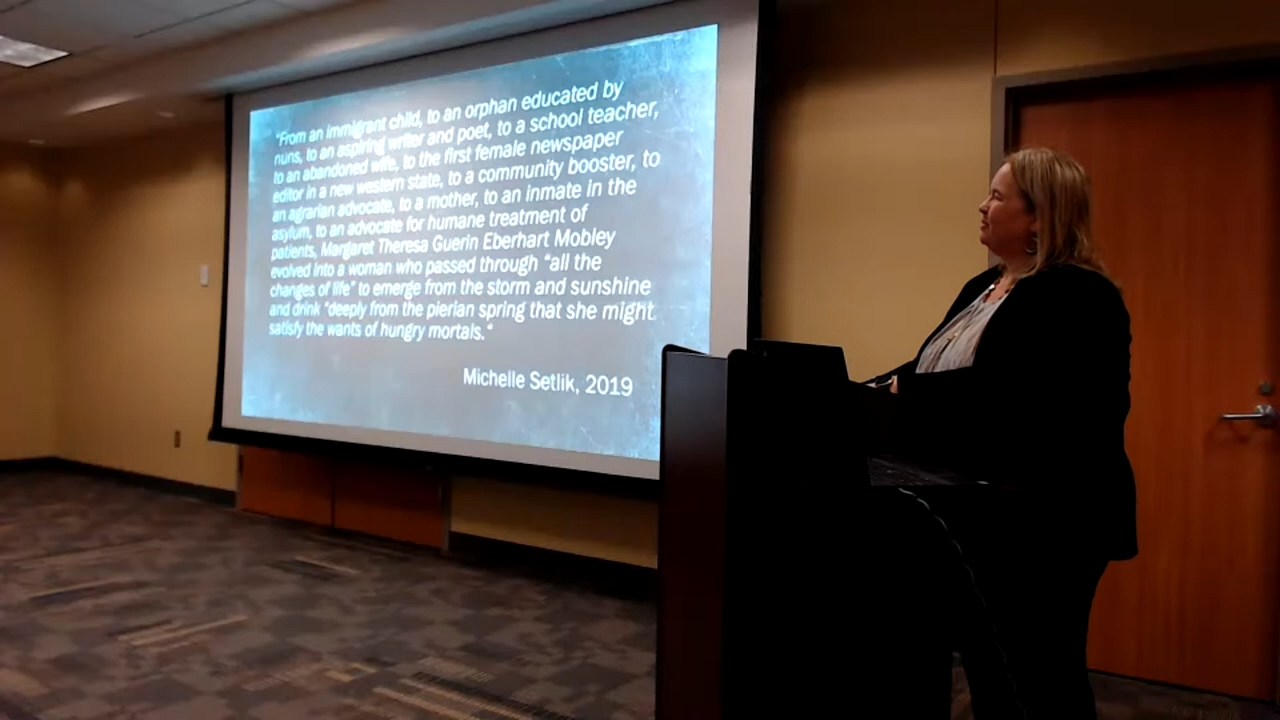 "From an immigrant child, to an orphan educated by
nuns, to an aspiring writer and poet, to a school teacher,
to an abandoned wife, to the first female newspaper
editor in a new western state, to a community booster, to
an agrarian advocate, to a mother, to an inmate in the
asylum, to an advocate for humane treatment of
patients, Margaret Theresa Guerin Eberhart Mobley
evolved into a woman who passed through "all the
changes of life" to emerge from the storm and sunshine
and drink "deeply from the pierian spring that she might
satisfy the wants of hungry mortals."
Michelle Setlik, 2019